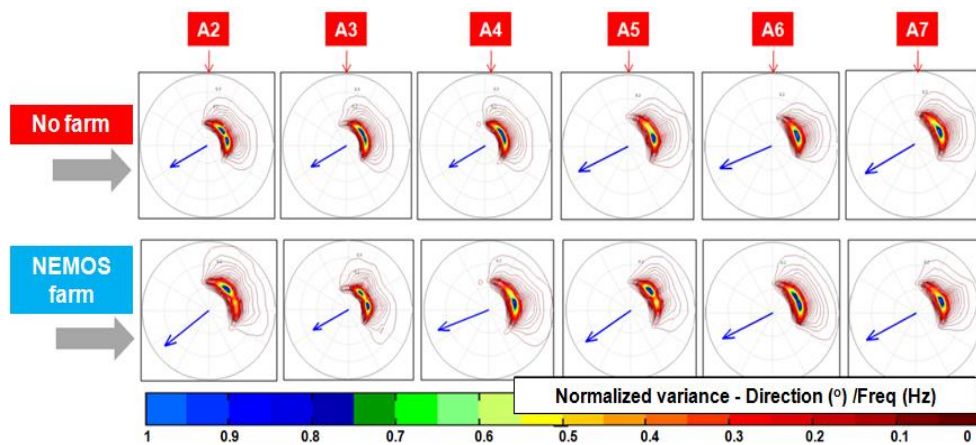 A2 A3 A4 A5 A6 A7
No farm
NEMOS
farm
Normalized variance - Direction (º) /Freq (Hz)
1 0.9 0.8 0.7 0.6 0.5 0.4 0.3 0.2 0.1 0